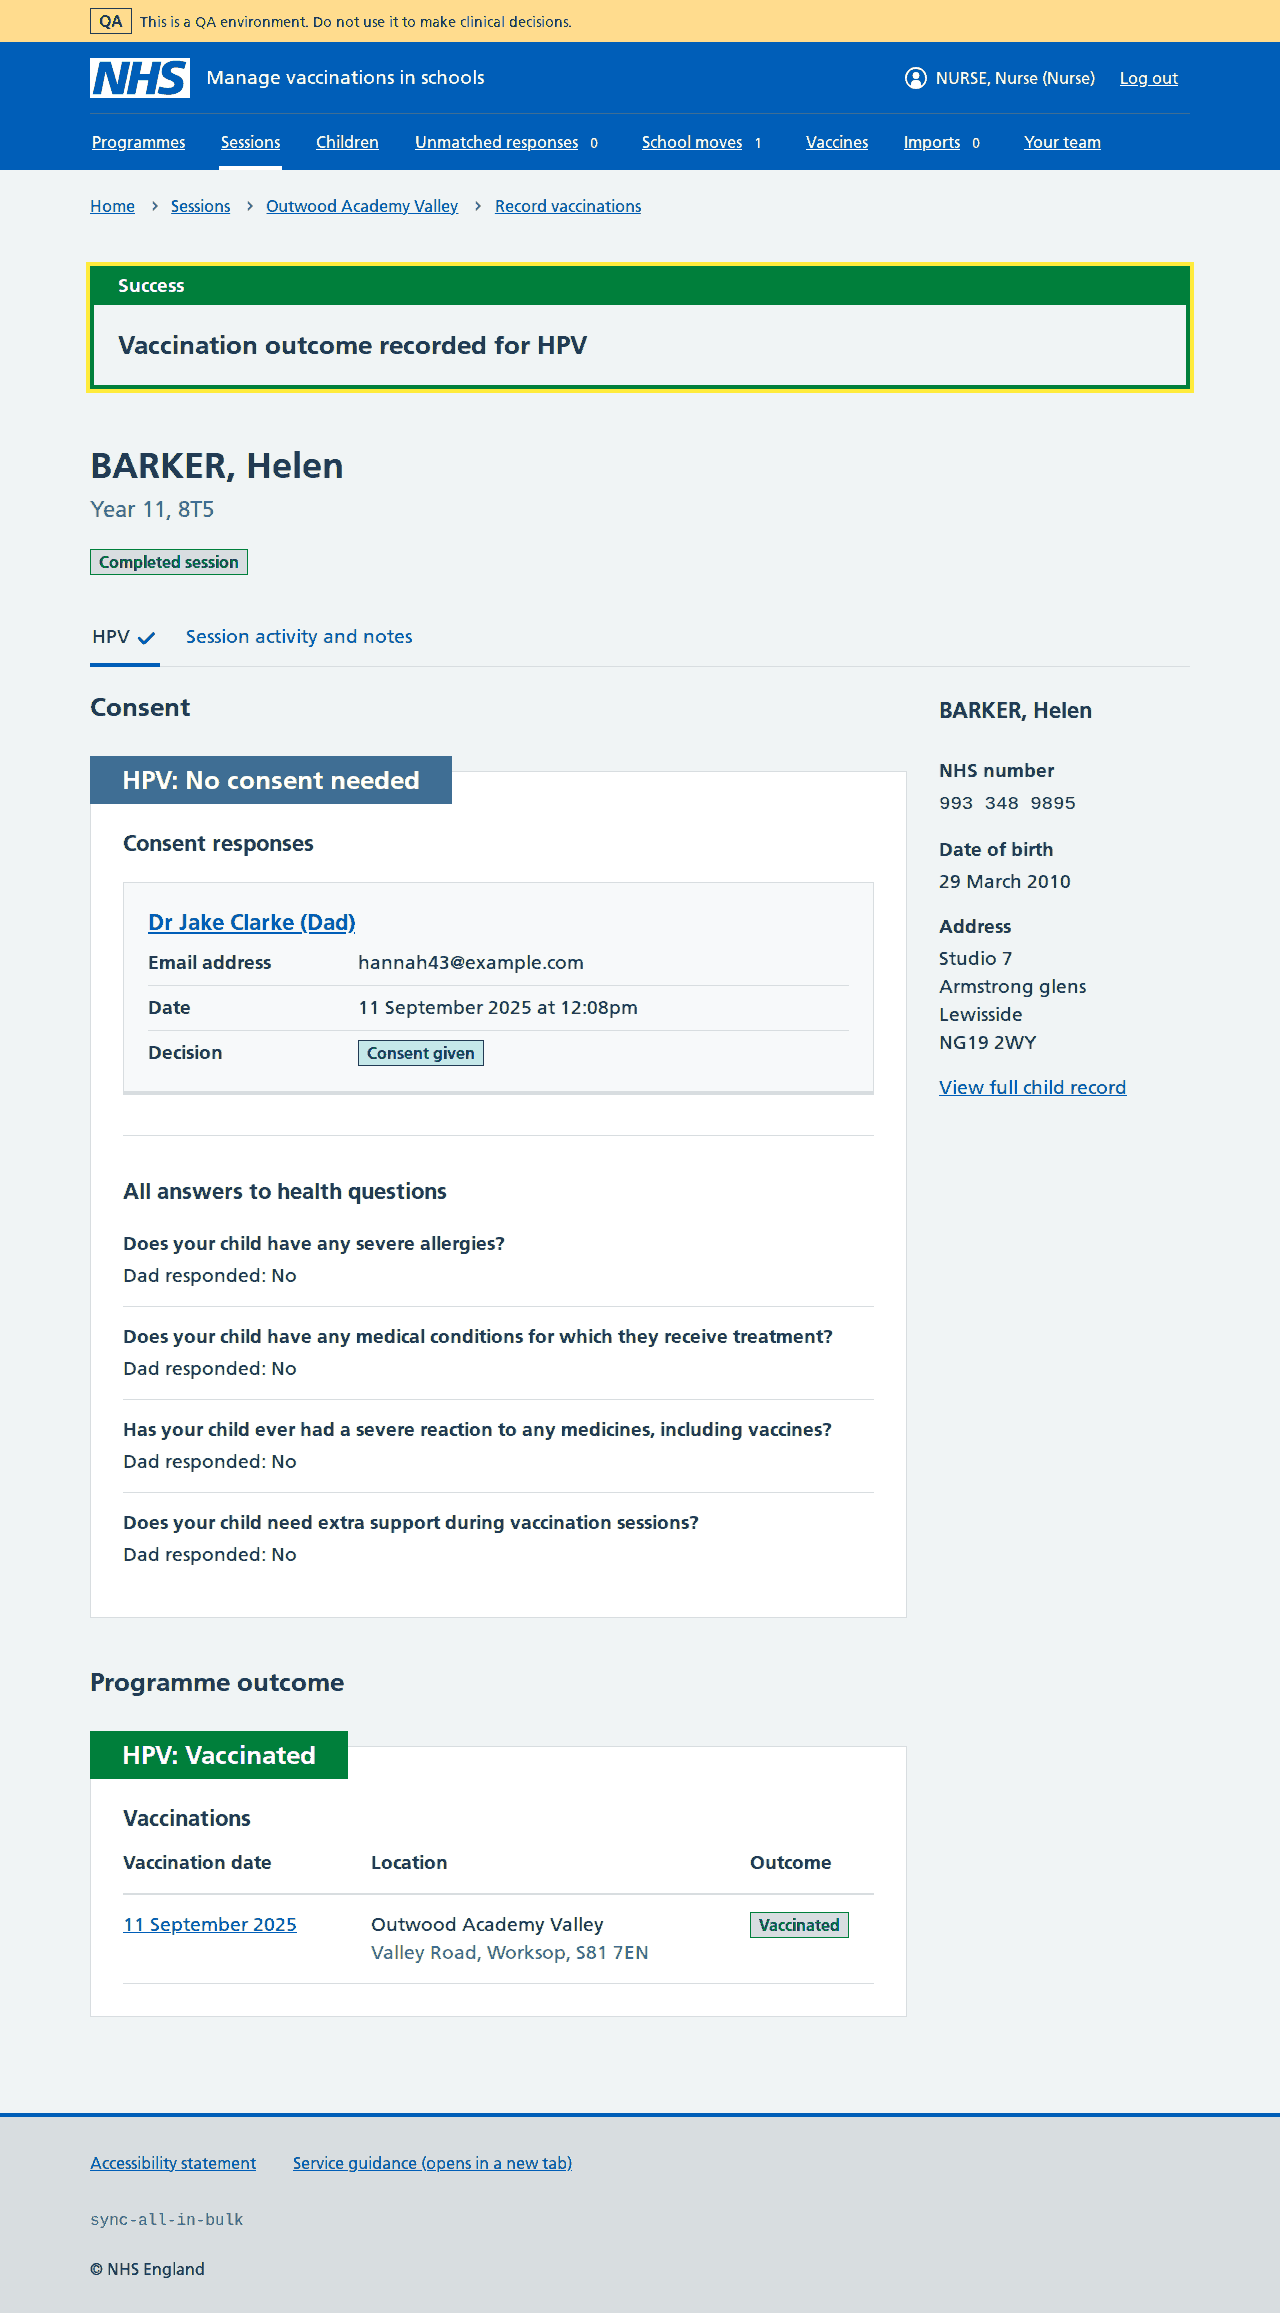 QA This is a QA environment. Do not use it to make clinical decisions.
NHS Manage vaccinations in schools NURSE, Nurse (Nurse) Log out
Programmes Sessions Children Unmatched responses 0 School moves 1 Vaccines Imports 0 Your team
Home › Sessions › Outwood Academy Valley › Record vaccinations
Success
Vaccination outcome recorded for HPV
BARKER, Helen
Year 11, 8T5
Completed session
HPV Session activity and notes
Consent
HPV: No consent needed
Consent responses
Dr Jake Clarke (Dad)
Email address hannah43@example.com
Date 11 September 2025 at 12:08pm
Decision Consent given
All answers to health questions
Does your child have any severe allergies?
Dad responded: No
Does your child have any medical conditions for which they receive treatment?
Dad responded: No
Has your child ever had a severe reaction to any medicines, including vaccines?
Dad responded: No
Does your child need extra support during vaccination sessions?
Dad responded: No
BARKER, Helen
NHS number
993 348 9895
Date of birth
29 March 2010
Address
Studio 7
Armstrong glens
Lewisside
NG19 2WY
View full child record
Programme outcome
HPV: Vaccinated
Vaccinations
Vaccination date Location Outcome
11 September 2025 Outwood Academy Valley Vaccinated
Valley Road, Worksop, S81 7EN
Accessibility statement Service guidance (opens in a new tab)
sync-all-in-bulk
© NHS England